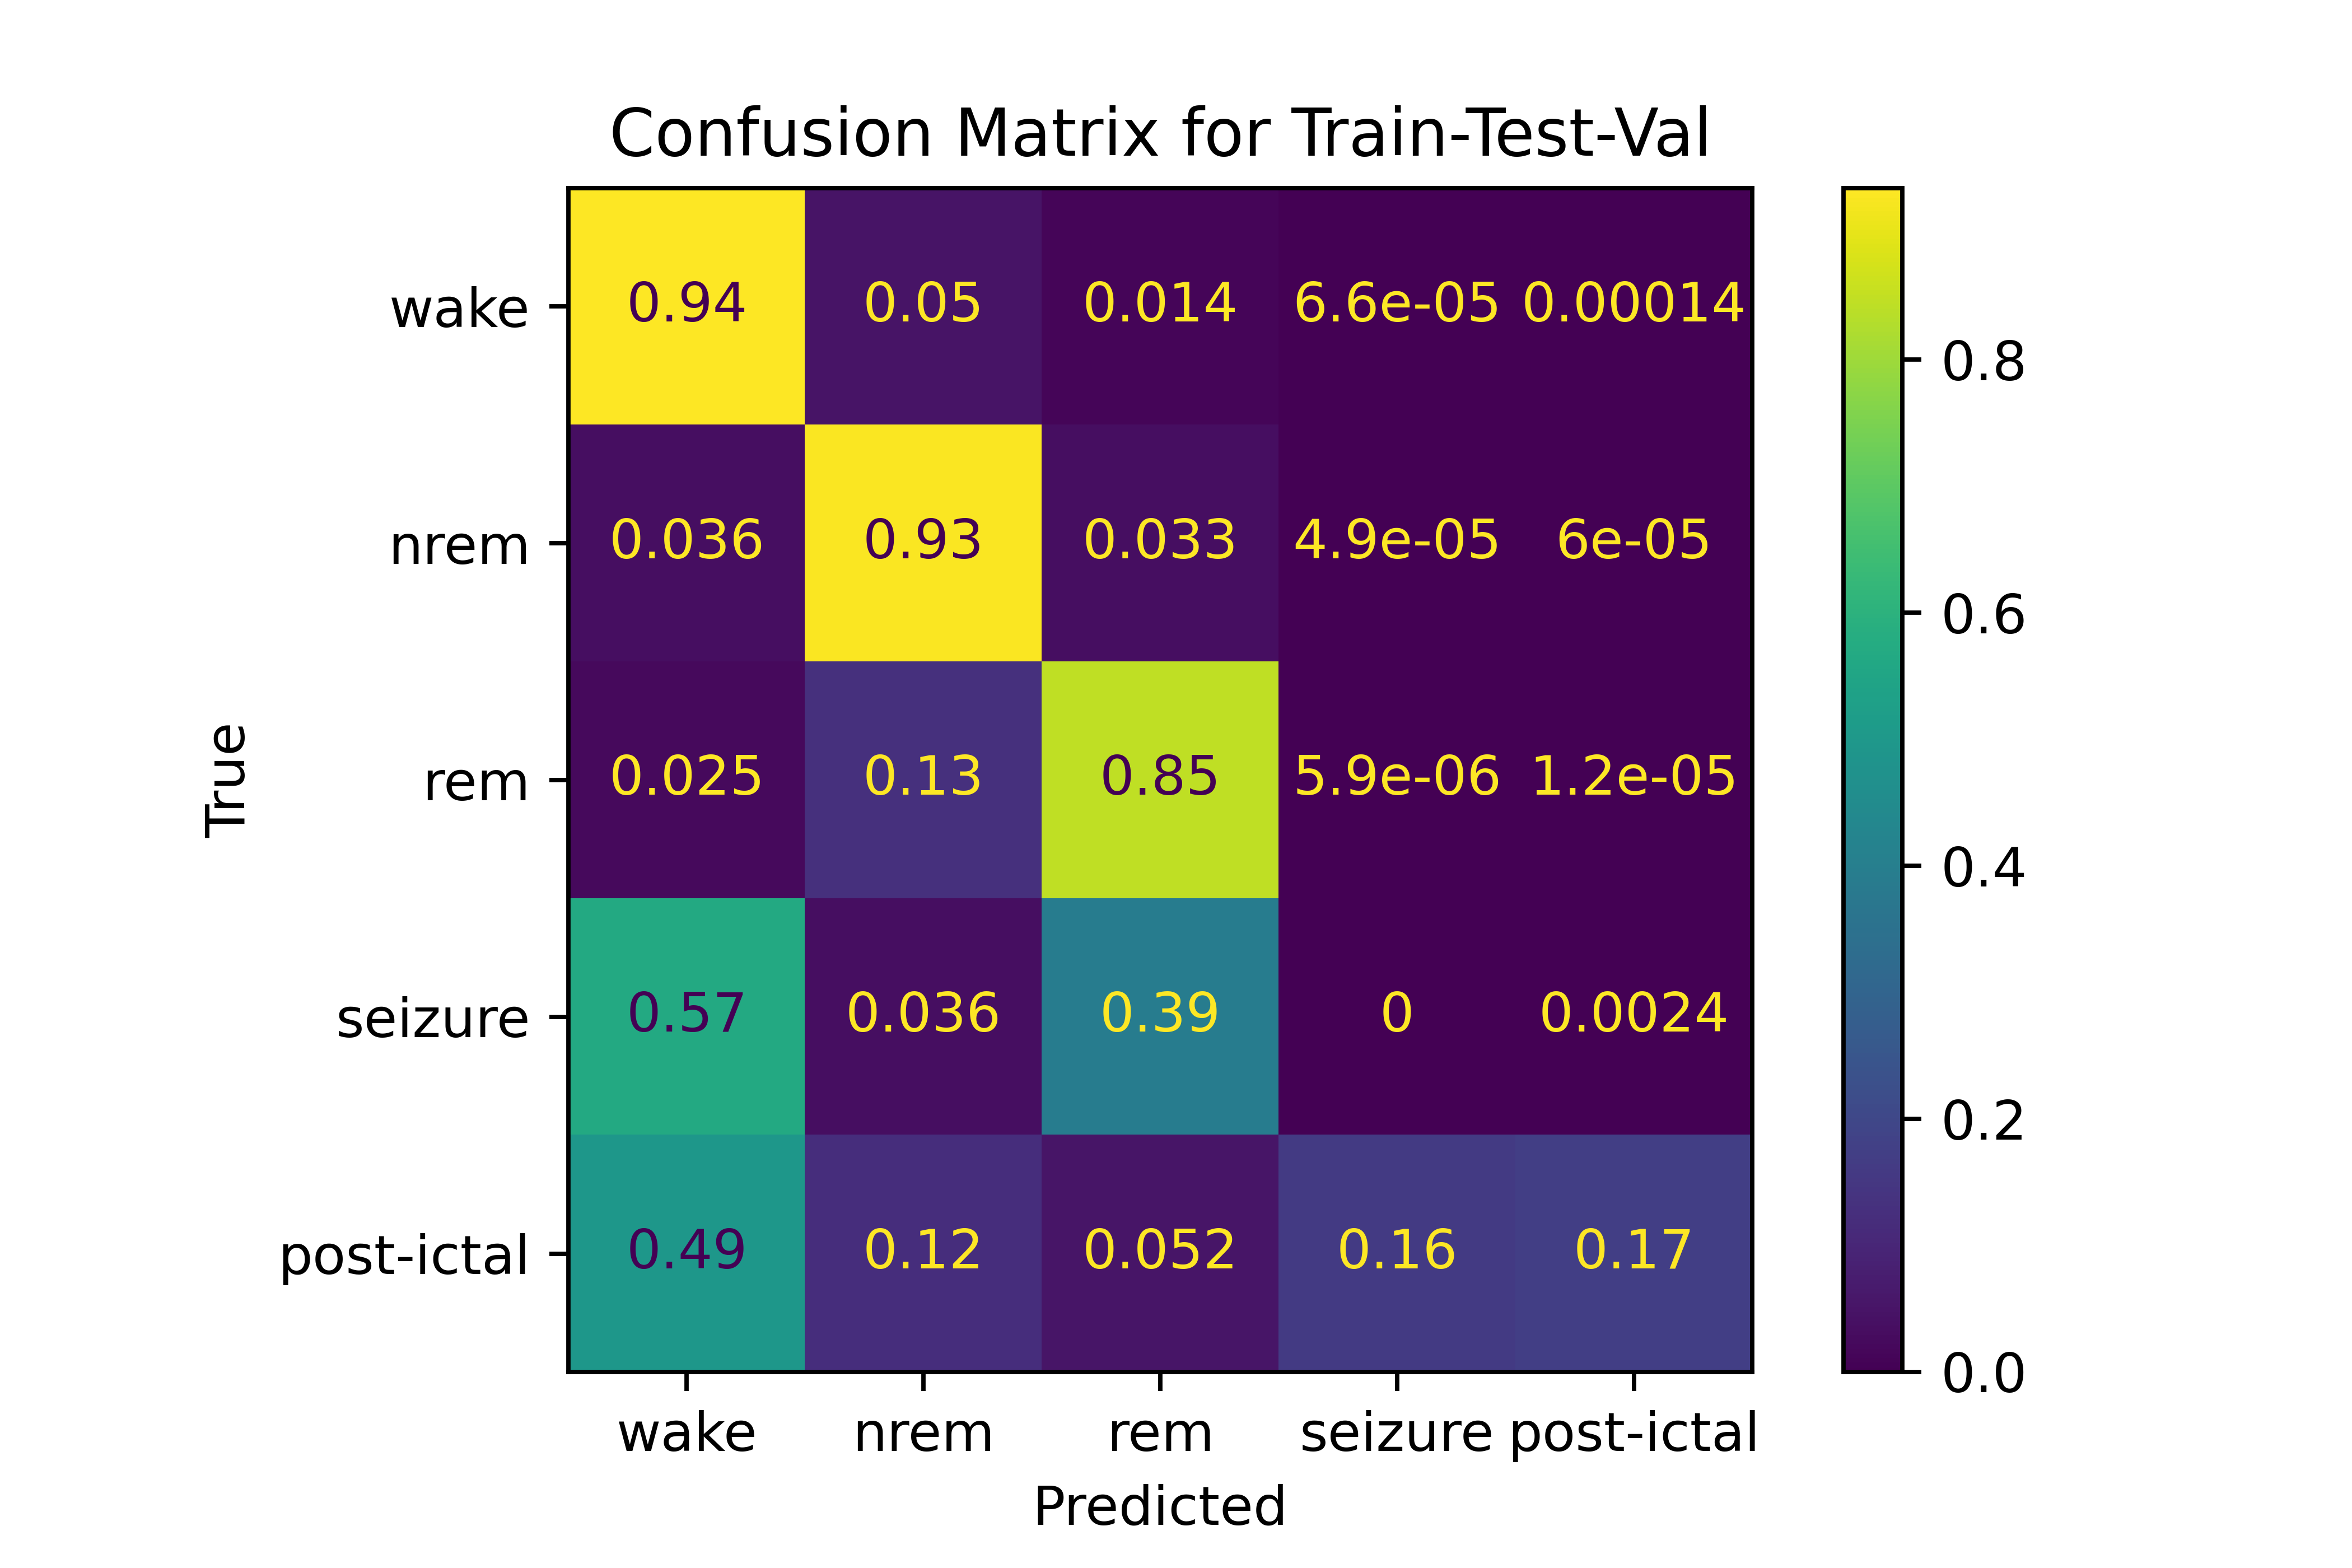 Confusion Matrix for Train-Test-Val
wake 0.94 0.05 0.014 6.6e-05 0.00014
nrem 0.036 0.93 0.033 4.9e-05 6e-05
rem 0.025 0.13 0.85 5.9e-06 1.2e-05
seizure 0.57 0.036 0.39 0 0.0024
post-ictal 0.49 0.12 0.052 0.16 0.17
True
wake nrem rem seizure post-ictal
Predicted
0.8
0.6
0.4
0.2
0.0